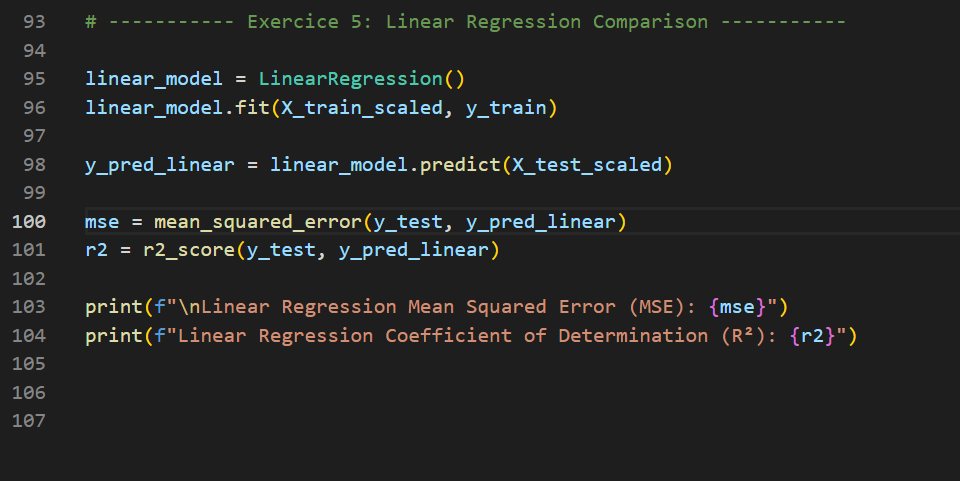 93 # ----------- Exercice 5: Linear Regression Comparison -----------
94
95 linear_model = LinearRegression()
96 linear_model.fit(X_train_scaled, y_train)
97
98 y_pred_linear = linear_model.predict(X_test_scaled)
99
100 mse = mean_squared_error(y_test, y_pred_linear)
101 r2 = r2_score(y_test, y_pred_linear)
102
103 print(f"\nLinear Regression Mean Squared Error (MSE): {mse}")
104 print(f"Linear Regression Coefficient of Determination (R²): {r2}")
105
106
107